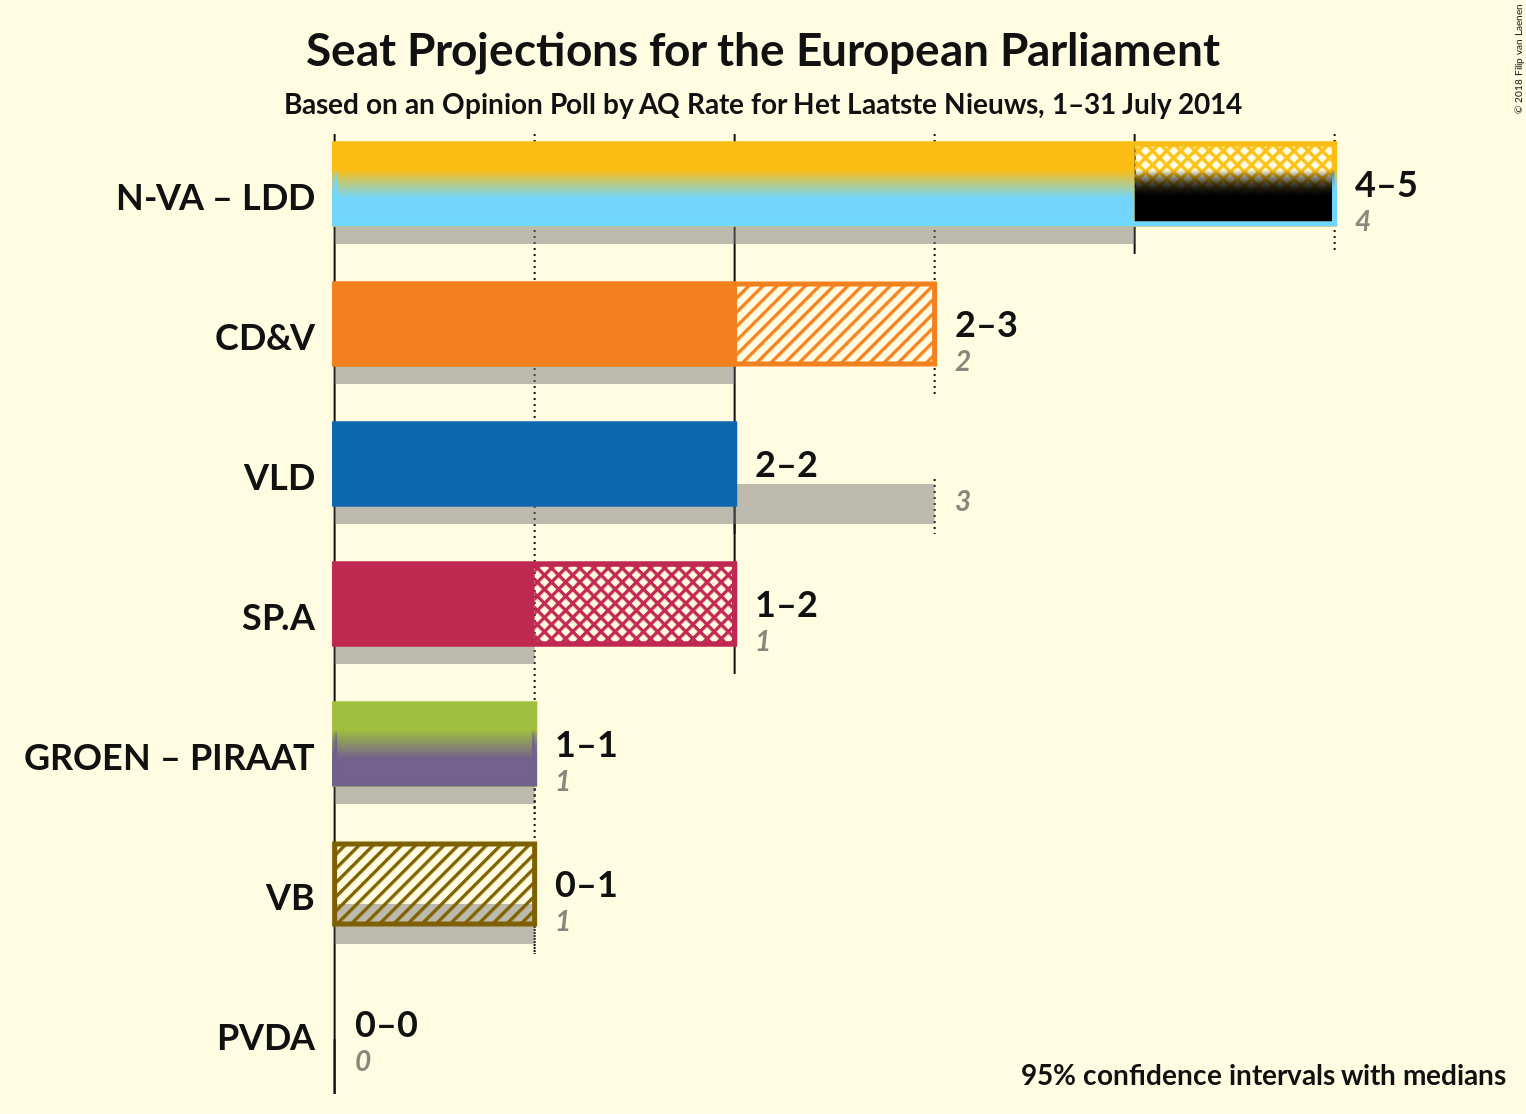 Seat Projections for the European Parliament
Based on an Opinion Poll by AQ Rate for Het Laatste Nieuws, 1–31 July 2014
© 2018 Filip van Laenen
N-VA – LDD
4–5
4
CD&V
2–3
2
VLD
2–2
3
SP.A
1–2
1
GROEN – PIRAAT
1–1
1
VB
0–1
1
PVDA
0–0
0
95% confidence intervals with medians